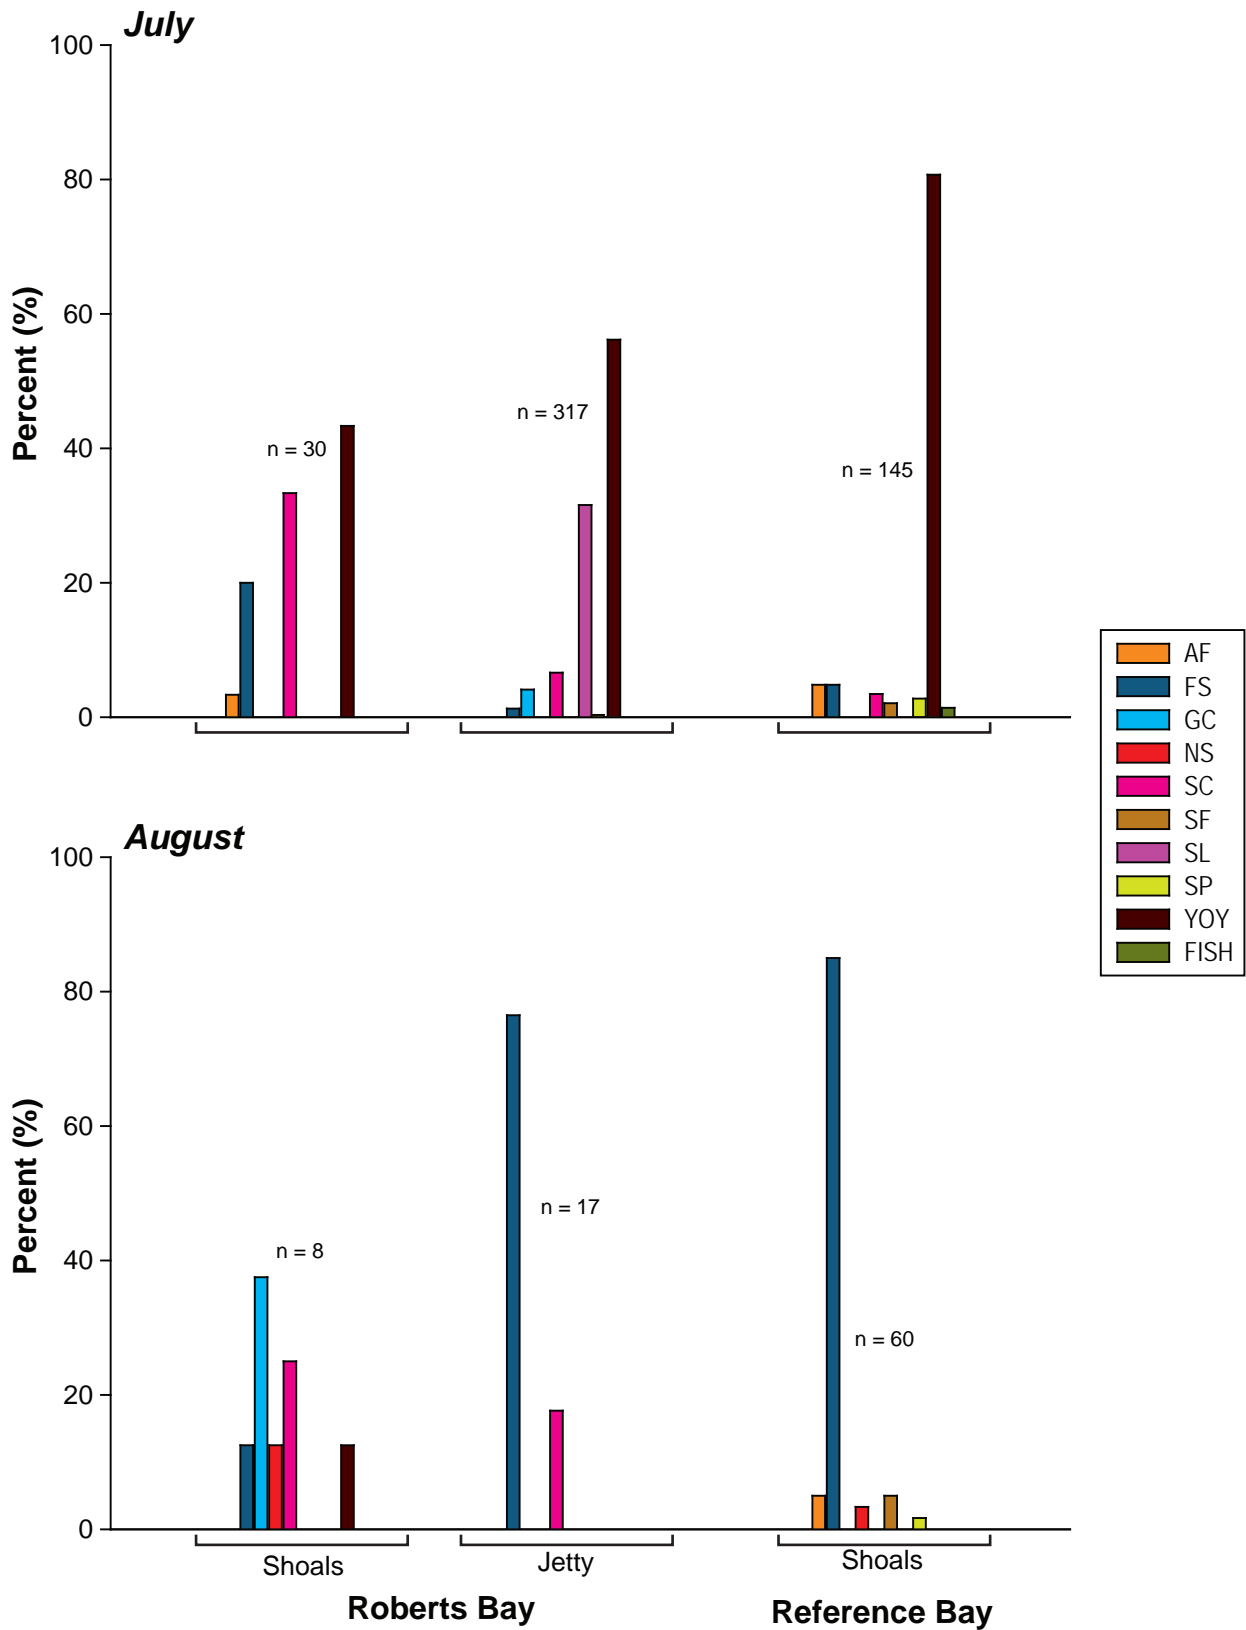 July
100
80
60
40
20
0
Percent (%)
n = 30
n = 317
n = 145
AF
FS
GC
NS
SC
SF
SL
SP
YOY
FISH
August
100
80
60
40
20
0
Percent (%)
n = 8
n = 17
n = 60
Shoals
Jetty
Shoals
Roberts Bay
Reference Bay